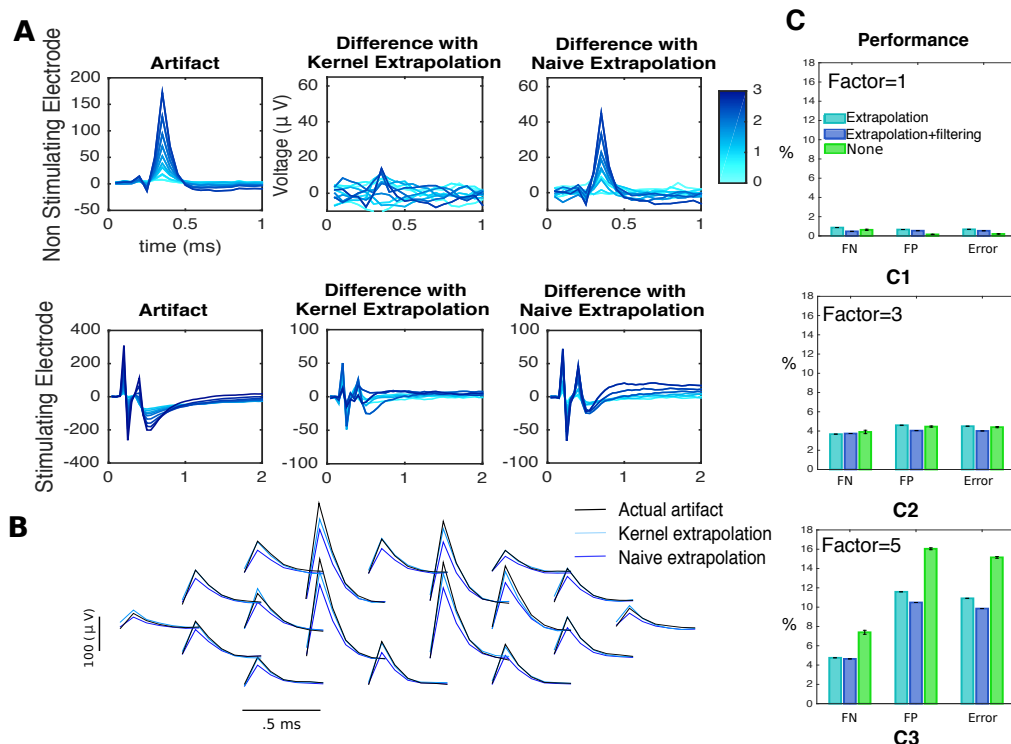 A
Non Stimulating Electrode
Artifact
200
150
100
50
0
-50
0
0.5
1
time (ms)
Difference with
Kernel Extrapolation
Voltage(μ V)
60
40
20
0
0
0.5
1
Difference with
Naive Extrapolation
60
40
20
0
0
0.5
1
3
2
1
0
Stimulating Electrode
Artifact
400
200
0
-200
-400
0
1
2
Difference with
Kernel Extrapolation
100
50
0
-50
-100
0
1
2
Difference with
Naive Extrapolation
100
50
0
-50
-100
0
1
2
B
Actual artifact
Kernel extrapolation
Naive extrapolation
100 (μ V)
.5 ms
C
Performance
Factor=1
Extrapolation
Extrapolation+filtering
None
%
18
16
14
12
10
8
6
4
2
0
FN FP Error
C1
Factor=3
%
18
16
14
12
10
8
6
4
2
0
FN FP Error
C2
Factor=5
%
18
16
14
12
10
8
6
4
2
0
FN FP Error
C3